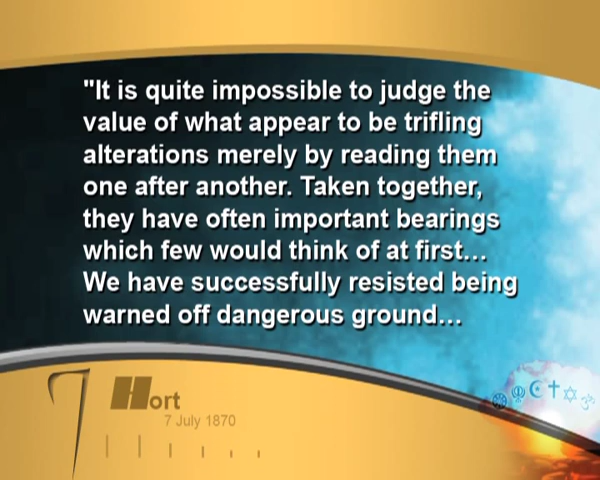 "It is quite impossible to judge the
value of what appear to be trifling
alterations merely by reading them
one after another. Taken together,
they have often important bearings
which few would think of at first...
We have successfully resisted being
warned off dangerous ground...
Hort
7 July 1870